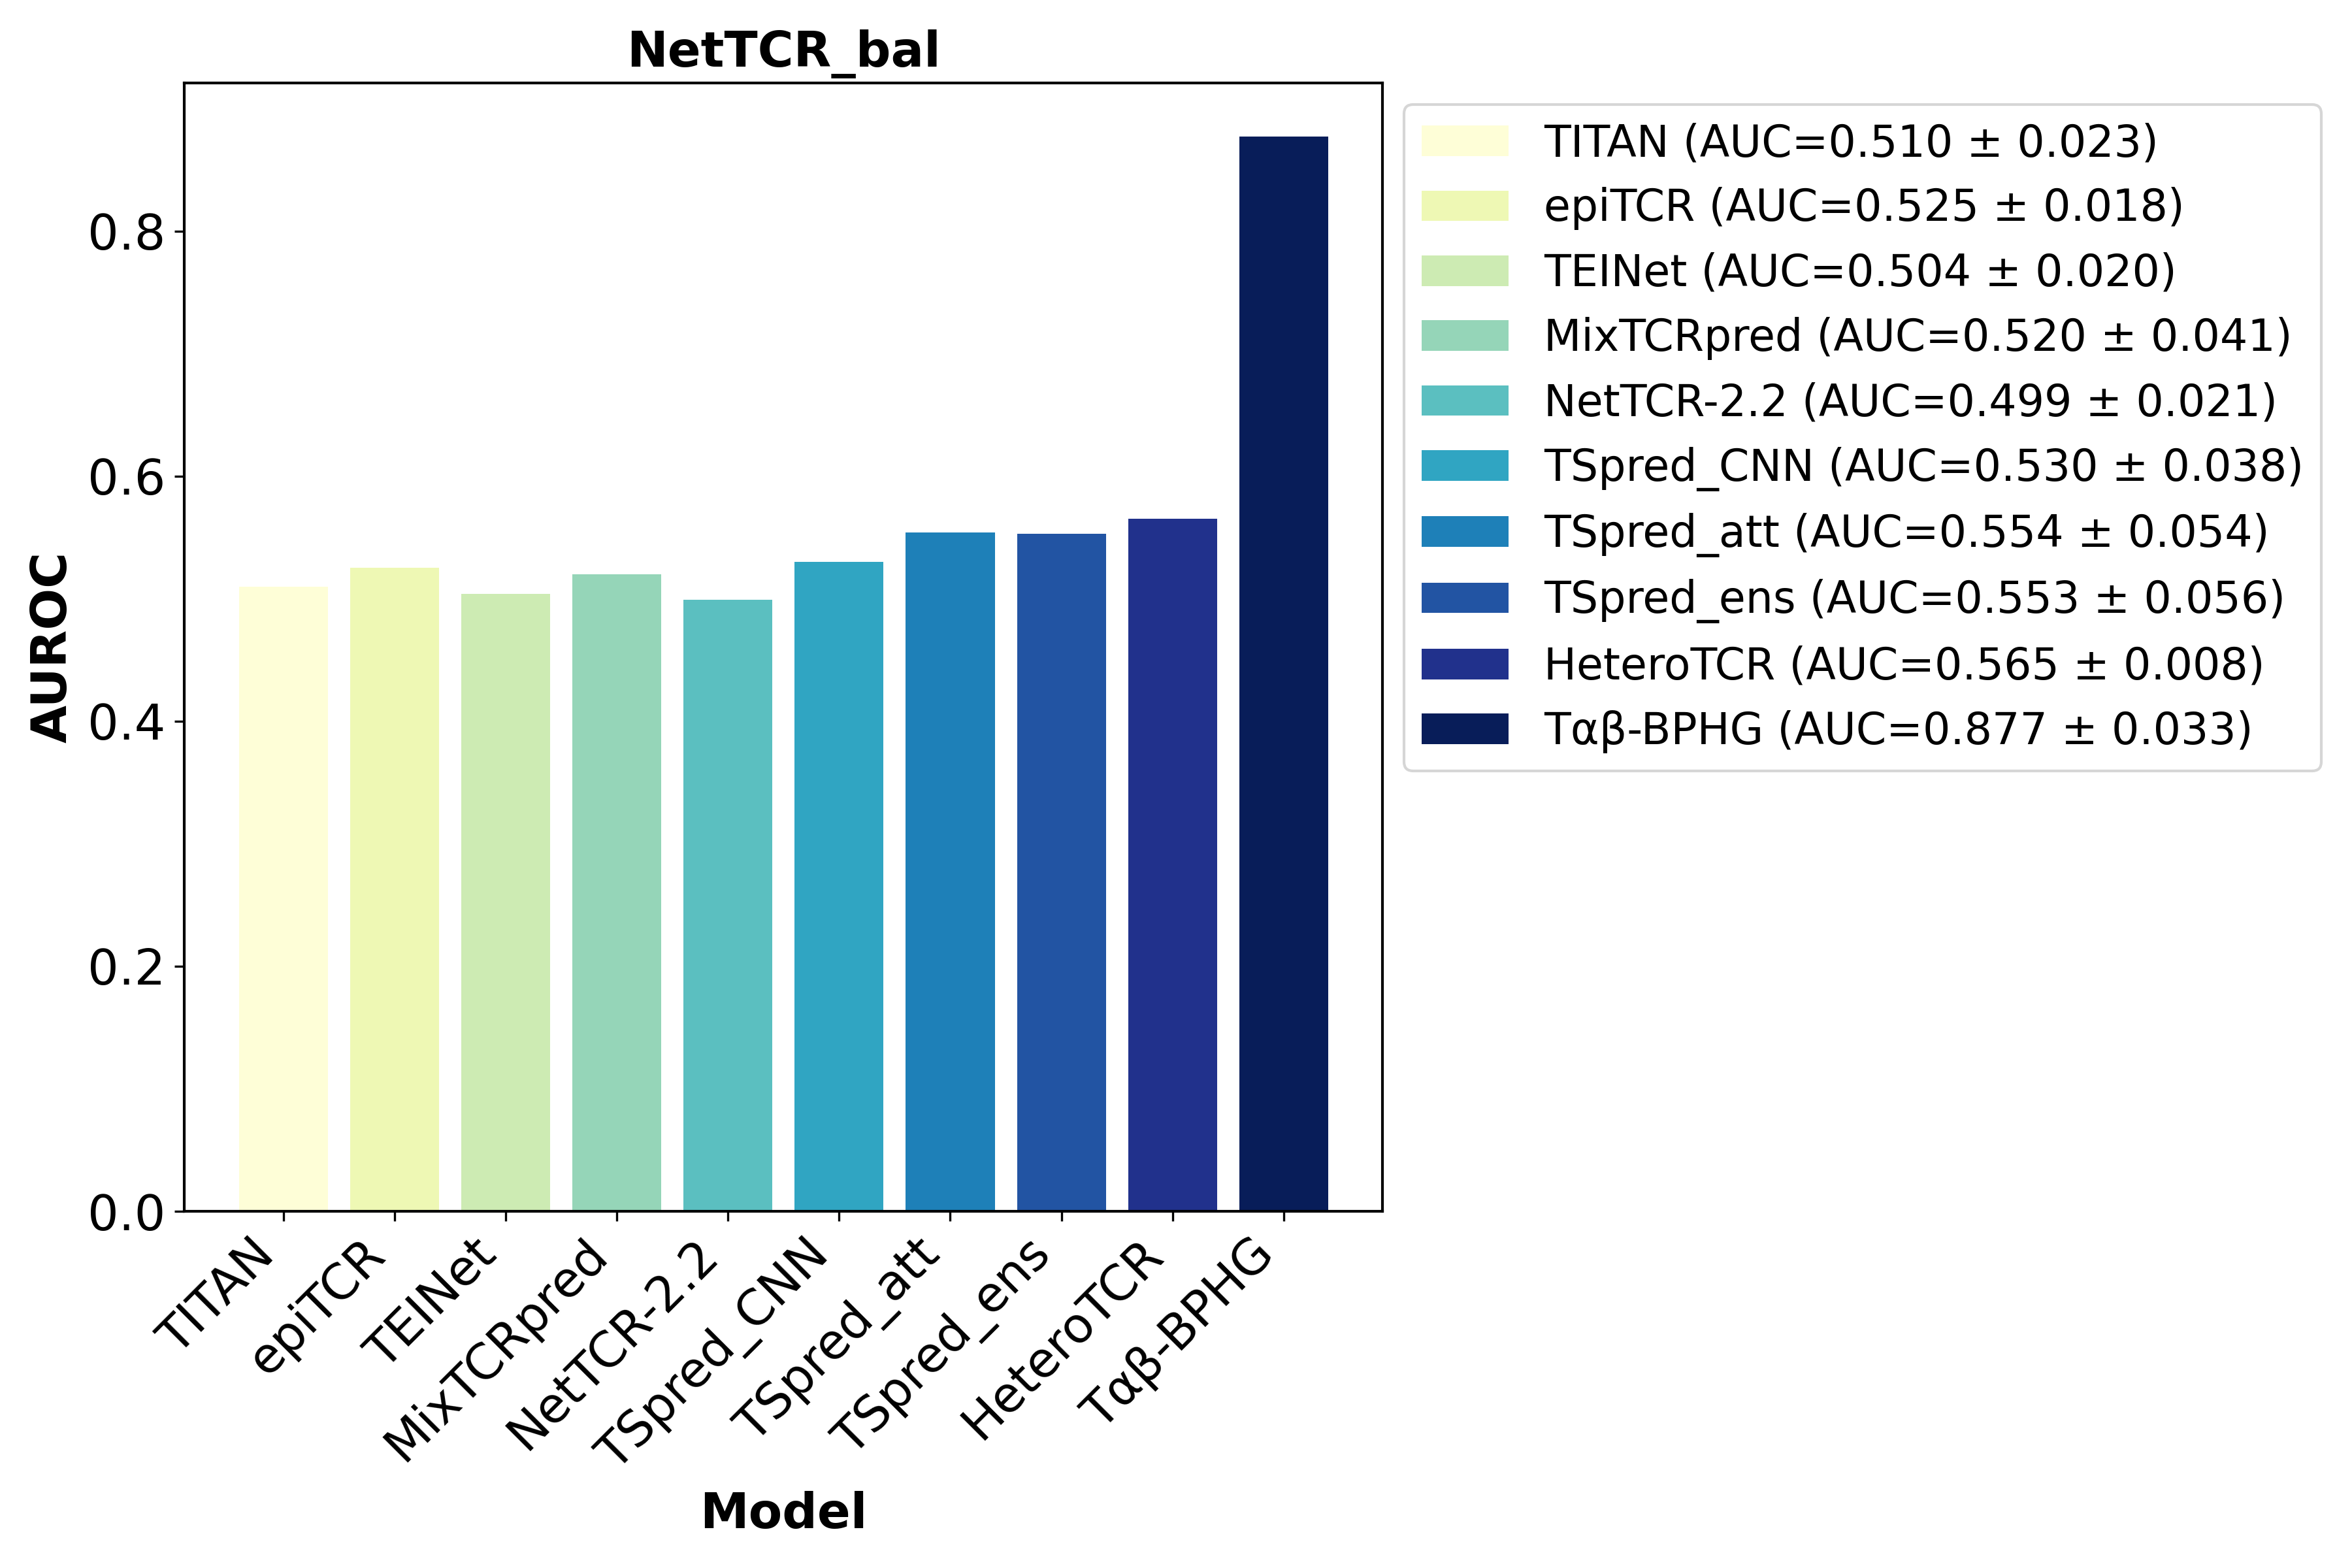 NetTCR_bal
AUROC
0.8
0.6
0.4
0.2
0.0
TITAN
epiTCR
TEINet
MixTCRpred
NetTCR-2.2
TSpred_CNN
TSpred_att
TSpred_ens
HeteroTCR
Tαβ-BPHG
Model
TITAN (AUC=0.510 ± 0.023)
epiTCR (AUC=0.525 ± 0.018)
TEINet (AUC=0.504 ± 0.020)
MixTCRpred (AUC=0.520 ± 0.041)
NetTCR-2.2 (AUC=0.499 ± 0.021)
TSpred_CNN (AUC=0.530 ± 0.038)
TSpred_att (AUC=0.554 ± 0.054)
TSpred_ens (AUC=0.553 ± 0.056)
HeteroTCR (AUC=0.565 ± 0.008)
Tαβ-BPHG (AUC=0.877 ± 0.033)